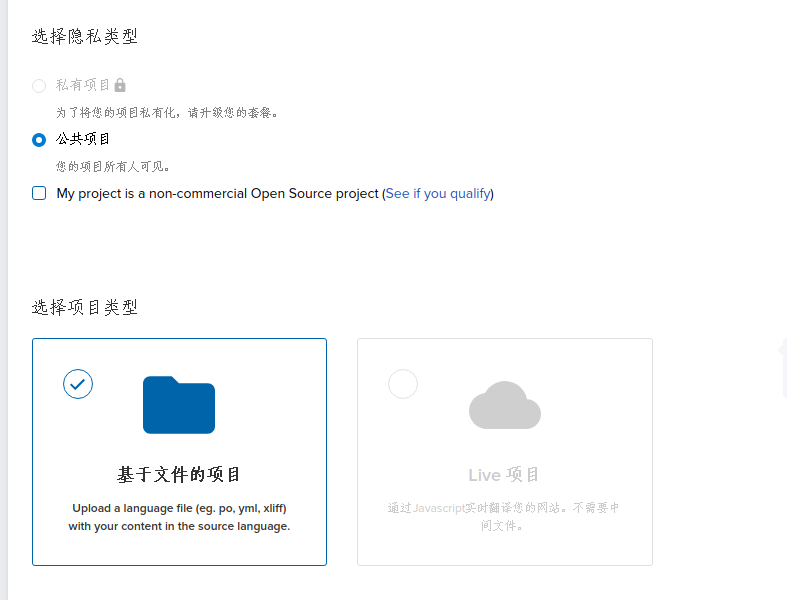 选择隐私类型
私有项目
为了将您的项目私有化，请升级您的套餐。
公共项目
您的项目所有人可见。
My project is a non-commercial Open Source project (See if you qualify)
选择项目类型
基于文件的项目
Upload a language file (eg. po, yml, xliff)
with your content in the source language.
Live 项目
通过Javascript实时翻译您的网站。不需要中
间文件。